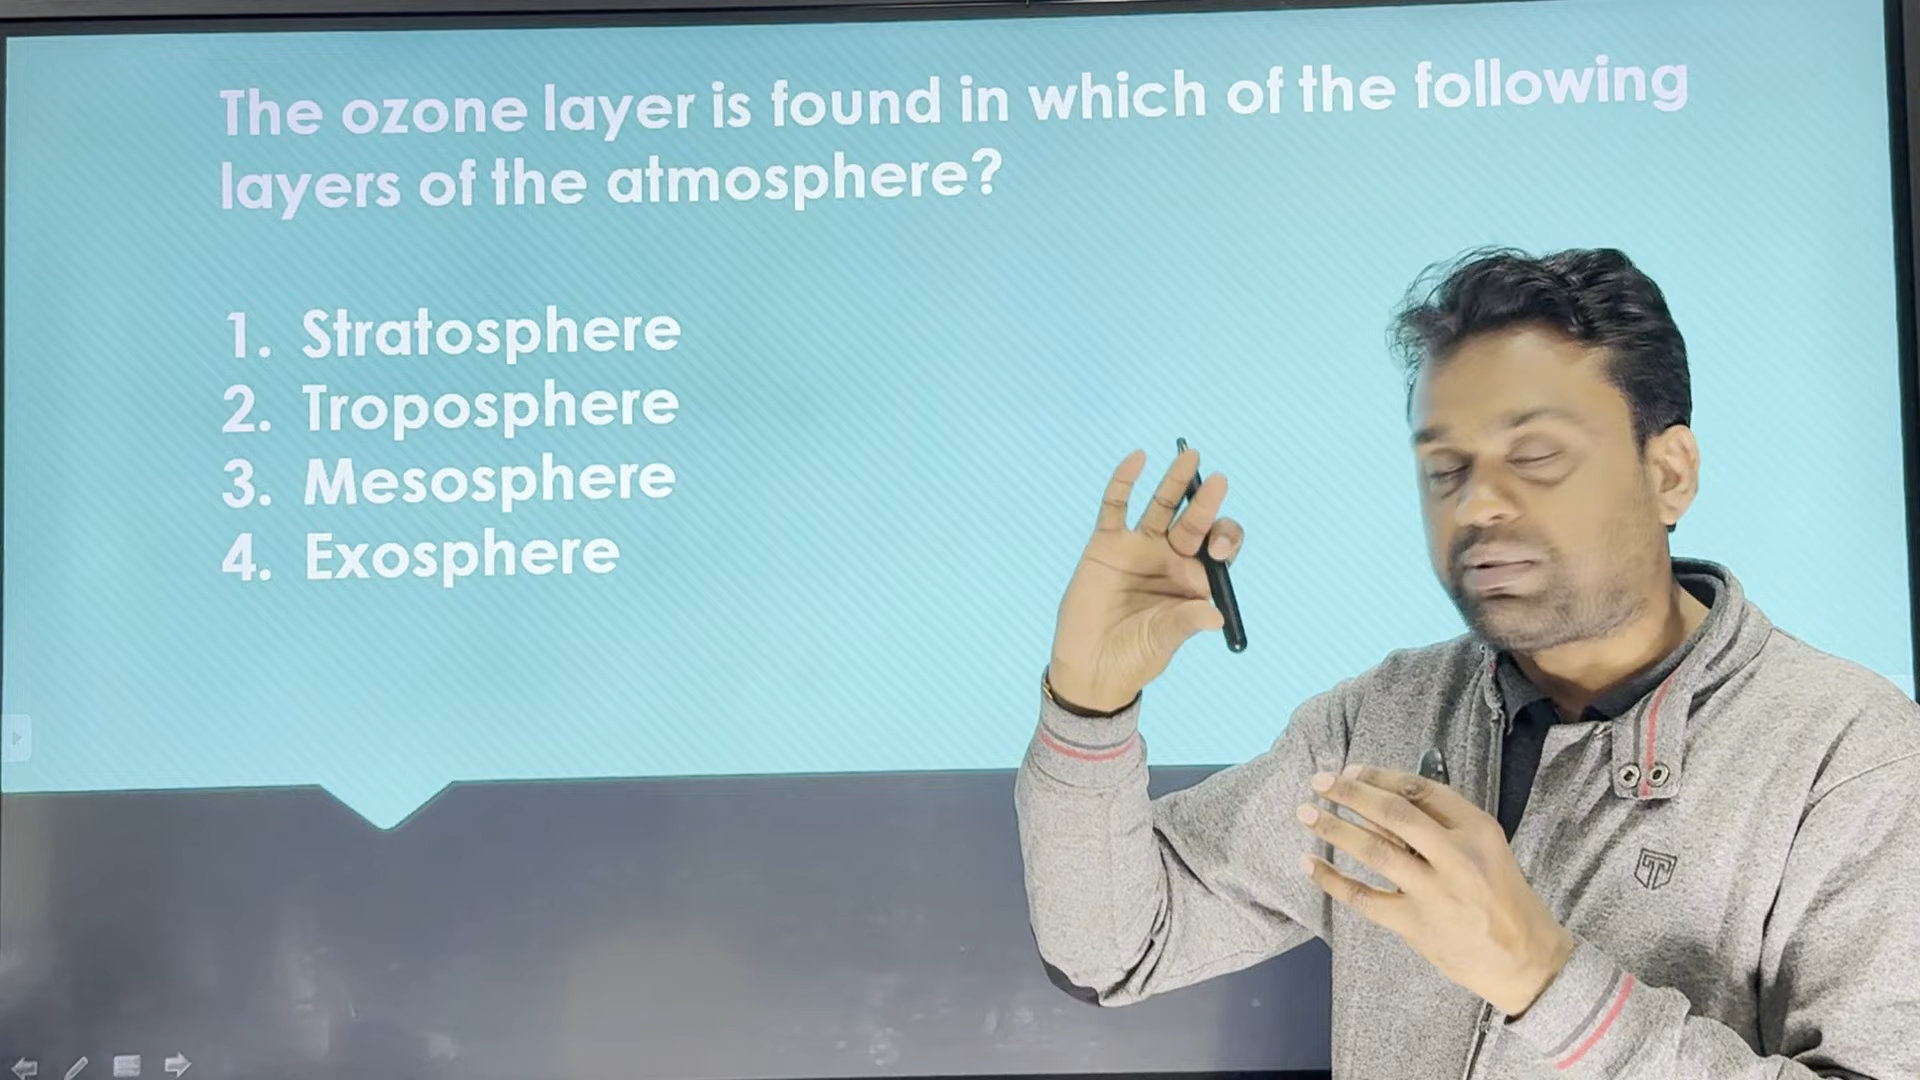 The ozone layer is found in which of the following
layers of the atmosphere?
1. Stratosphere
2. Troposphere
3. Mesosphere
4. Exosphere